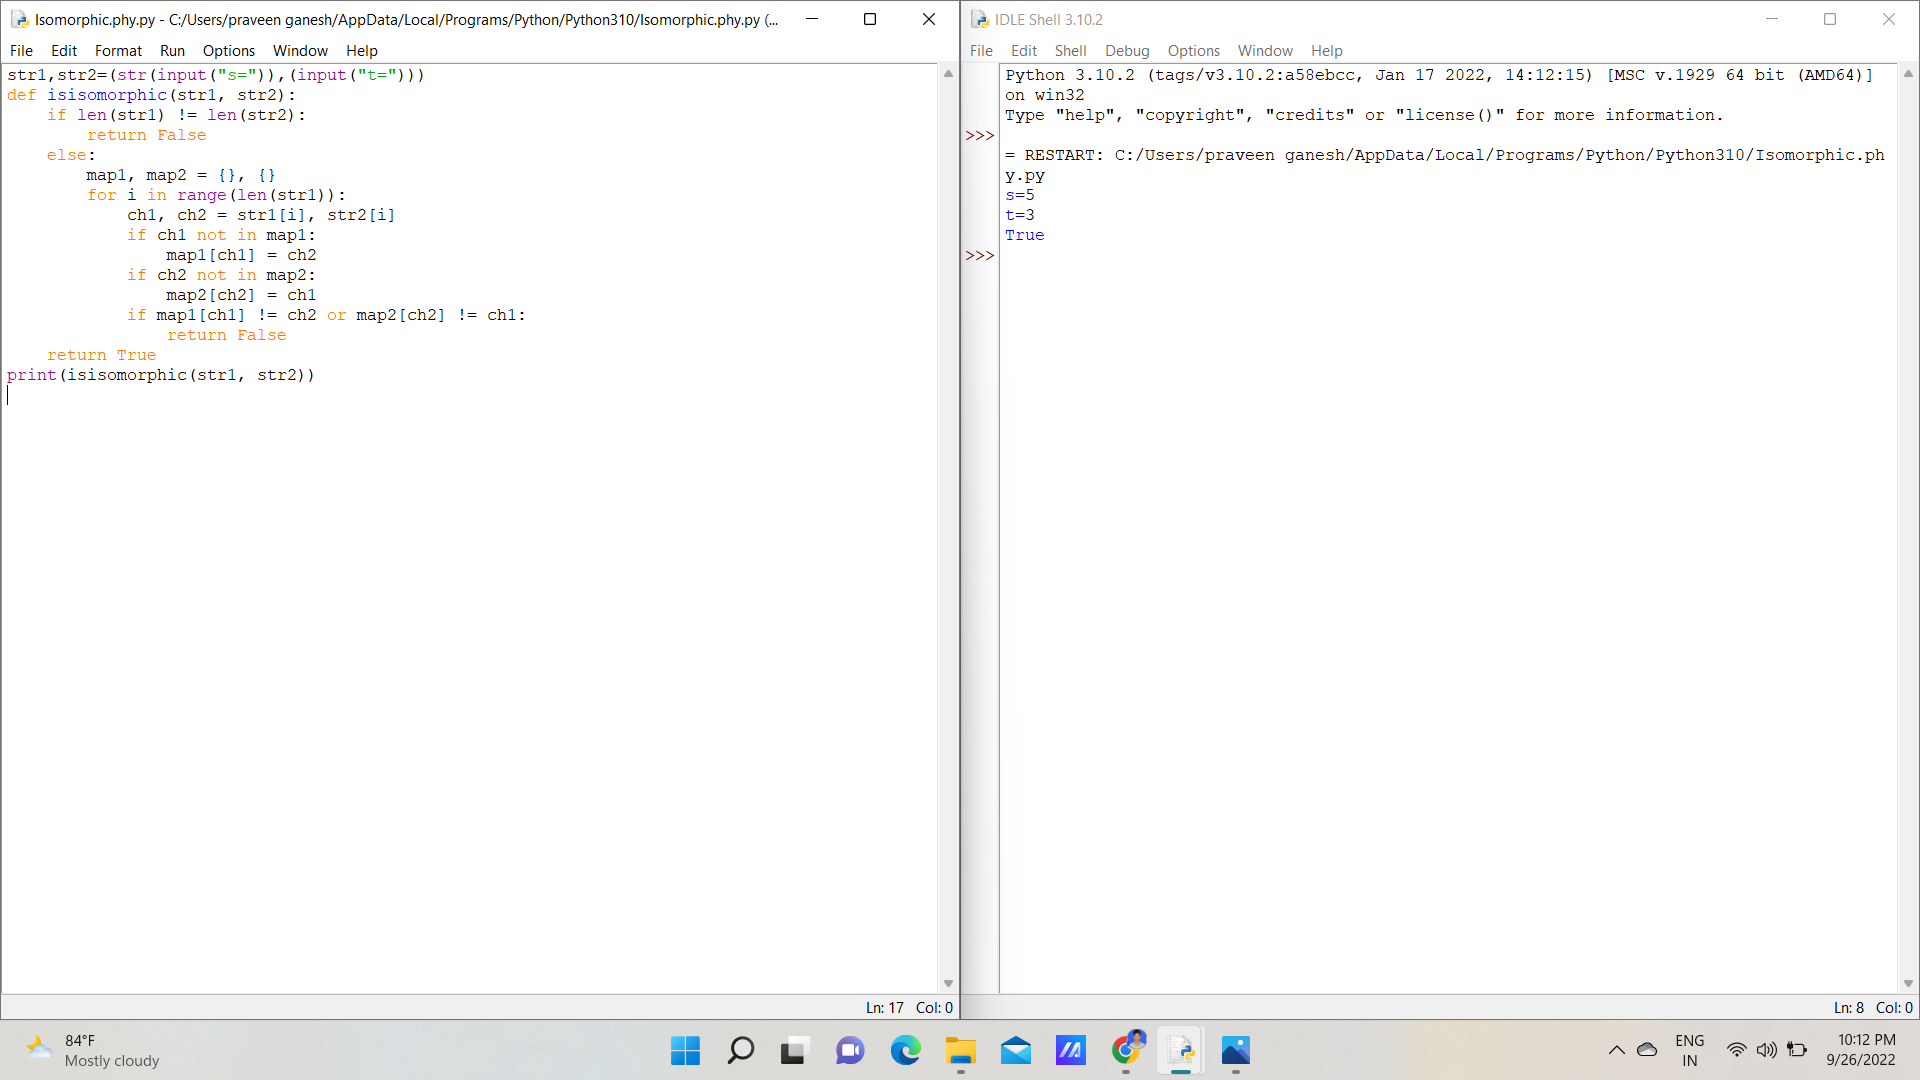 Isomorphic.phy.py - C:/Users/praveen ganesh/AppData/Local/Programs/Python/Python310/Isomorphic.phy.py (...
File Edit Format Run Options Window Help
str1,str2=(str(input("s=")),(input("t=")))
def isisomorphic(str1, str2):
    if len(str1) != len(str2):
        return False
    else:
        map1, map2 = {}, {}
        for i in range(len(str1)):
            ch1, ch2 = str1[i], str2[i]
            if ch1 not in map1:
                map1[ch1] = ch2
            if ch2 not in map2:
                map2[ch2] = ch1
            if map1[ch1] != ch2 or map2[ch2] != ch1:
                return False
    return True
print(isisomorphic(str1, str2))
Ln: 17 Col: 0
IDLE Shell 3.10.2
File Edit Shell Debug Options Window Help
Python 3.10.2 (tags/v3.10.2:a58ebcc, Jan 17 2022, 14:12:15) [MSC v.1929 64 bit (AMD64)]
on win32
Type "help", "copyright", "credits" or "license()" for more information.
>>>
= RESTART: C:/Users/praveen ganesh/AppData/Local/Programs/Python/Python310/Isomorphic.ph
y.py
s=5
t=3
True
>>>
Ln: 8 Col: 0
84°F
Mostly cloudy
ENG
IN
10:12 PM
9/26/2022